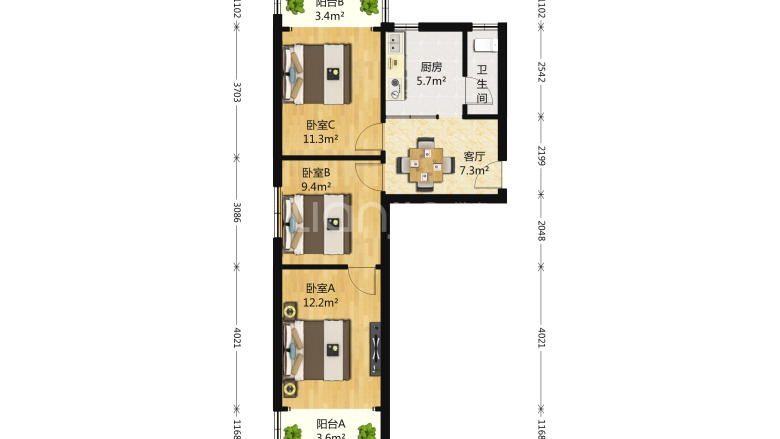 阳台B
3.4m²
1102
1102
厨房
5.7m²
卫
生
间
3703
2542
卧室C
11.3m²
客厅
7.3m²
2199
卧室B
9.4m²
3086
2048
卧室A
12.2m²
4021
4021
阳台A
3.6m²
1168
1168